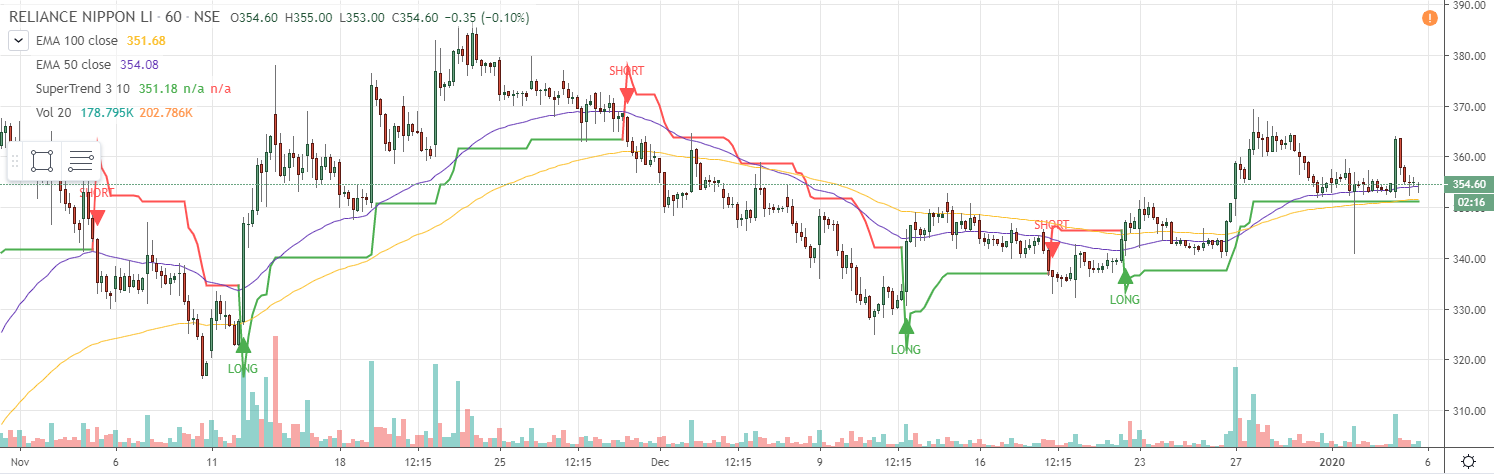 RELIANCE NIPPON LI · 60 · NSE O354.60 H355.00 L353.00 C354.60 −0.35 (−0.10%)
EMA 100 close 351.68
EMA 50 close 354.08
SuperTrend 3 10 351.18 n/a n/a
Vol 20 178.795K 202.786K
SHORT
LONG
SHORT
LONG
SHORT
LONG
390.00
380.00
370.00
360.00
354.60
02:16
340.00
330.00
320.00
310.00
Nov 6 11 18 12:15 25 12:15 Dec 12:15 9 12:15 16 12:15 23 27 2020 6